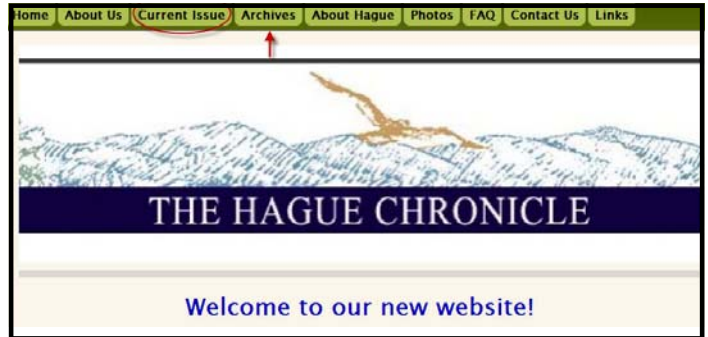 Home About Us Current Issue Archives About Hague Photos FAQ Contact Us Links
THE HAGUE CHRONICLE
Welcome to our new website!